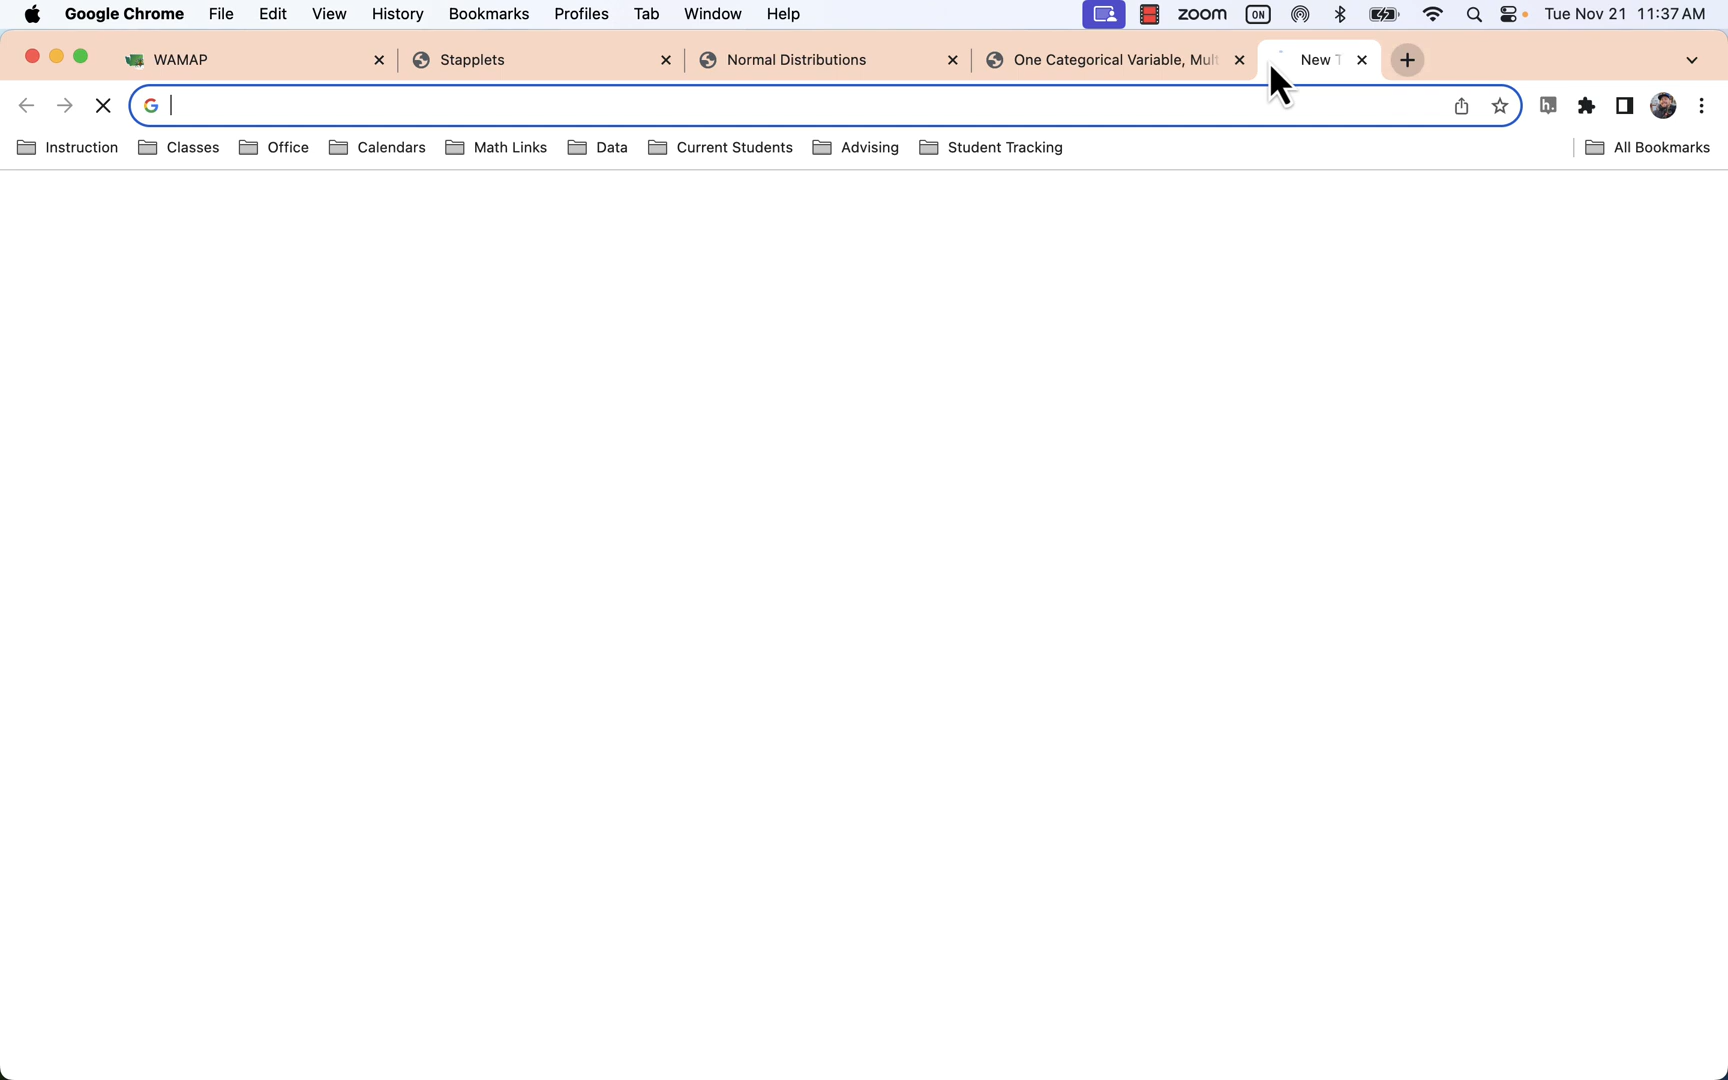 Google Chrome File Edit View History Bookmarks Profiles Tab Window Help zoom ON Tue Nov 21 11:37 AM
WAMAP Stapplets Normal Distributions One Categorical Variable, Mult New T
G h.
Instruction Classes Office Calendars Math Links Data Current Students Advising Student Tracking All Bookmarks